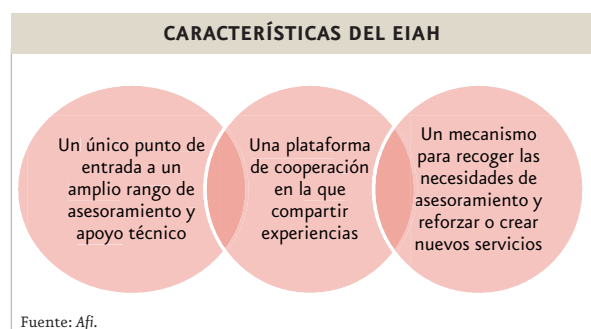 CARACTERÍSTICAS DEL EIAH
Un único punto de
entrada a un
amplio rango de
asesoramiento y
apoyo técnico
Una plataforma
de cooperación
en la que
compartir
experiencias
Un mecanismo
para recoger las
necesidades de
asesoramiento y
reforzar o crear
nuevos servicios
Fuente: Afi.